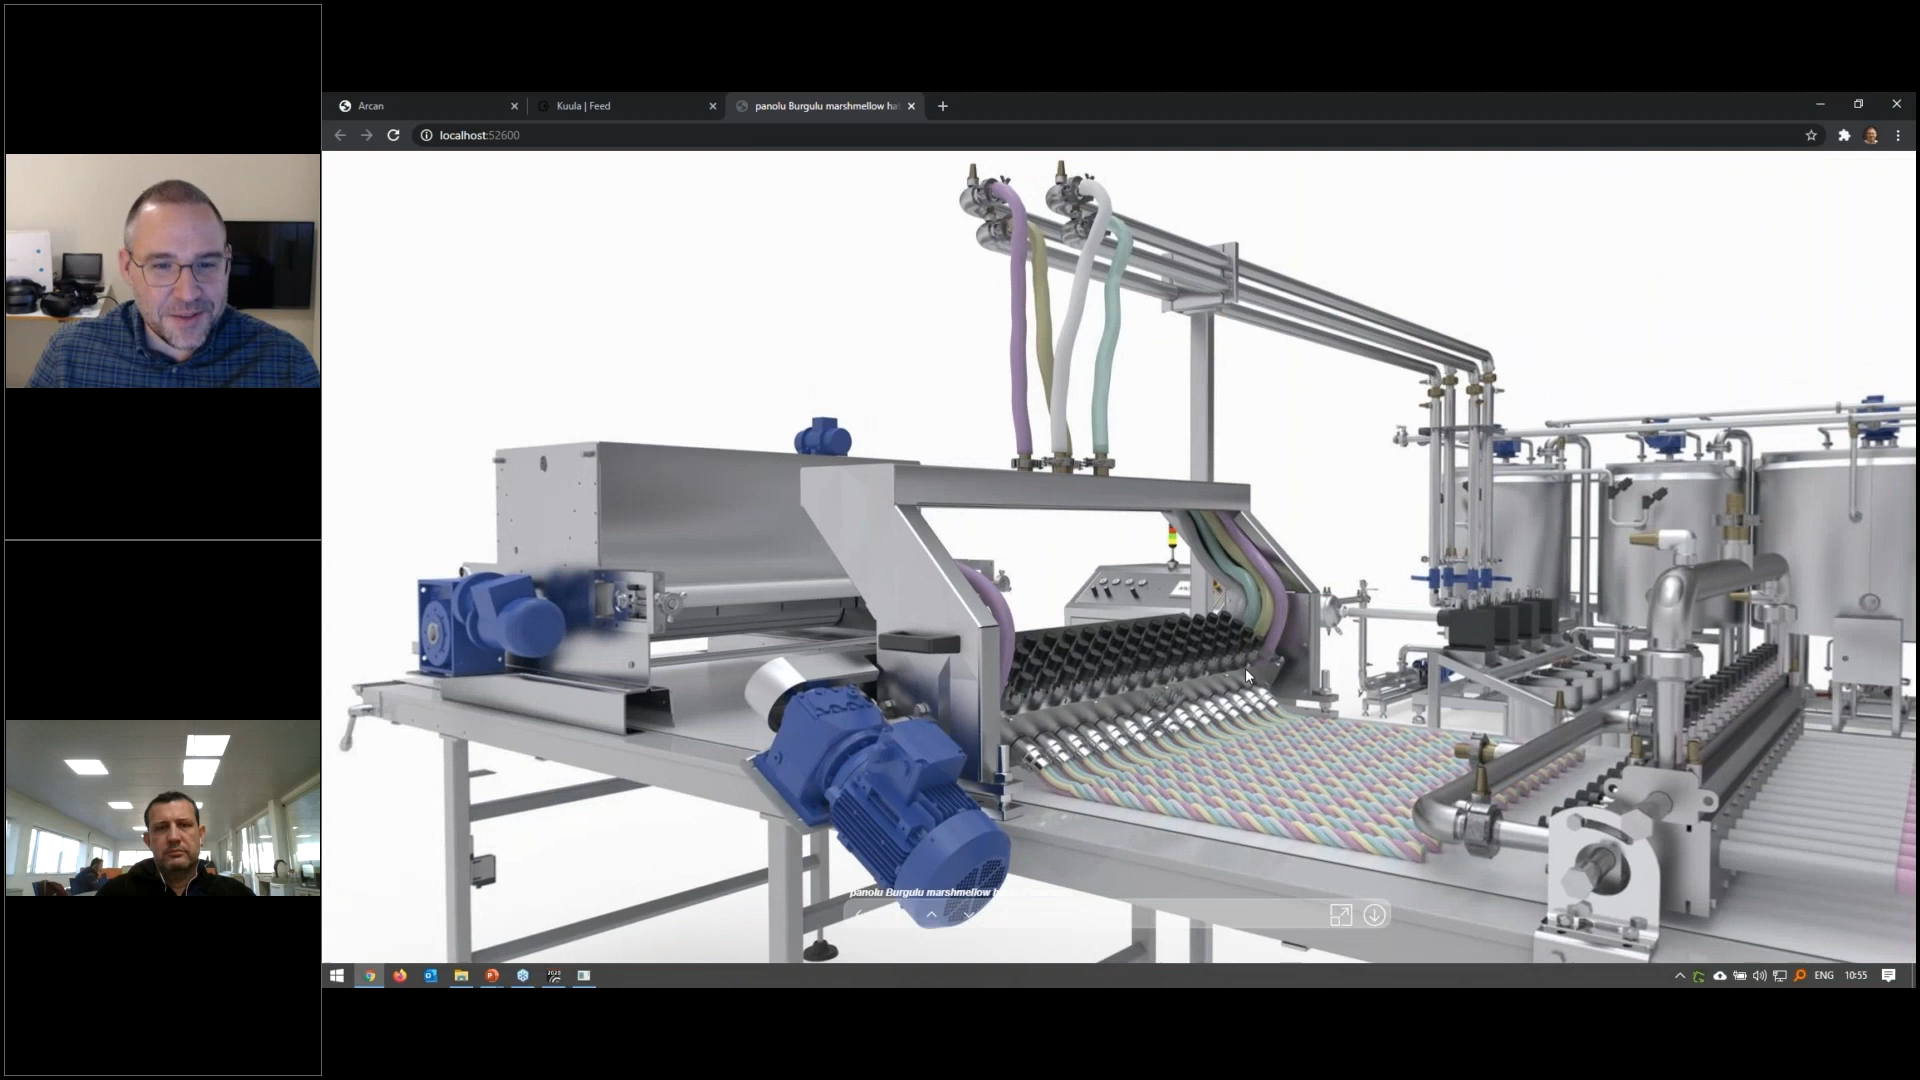 Arcan
Kuula | Feed
panolu Burgulu marshmellow ha
localhost:52600
panolu Burgulu marshmellow
ENG
10:55